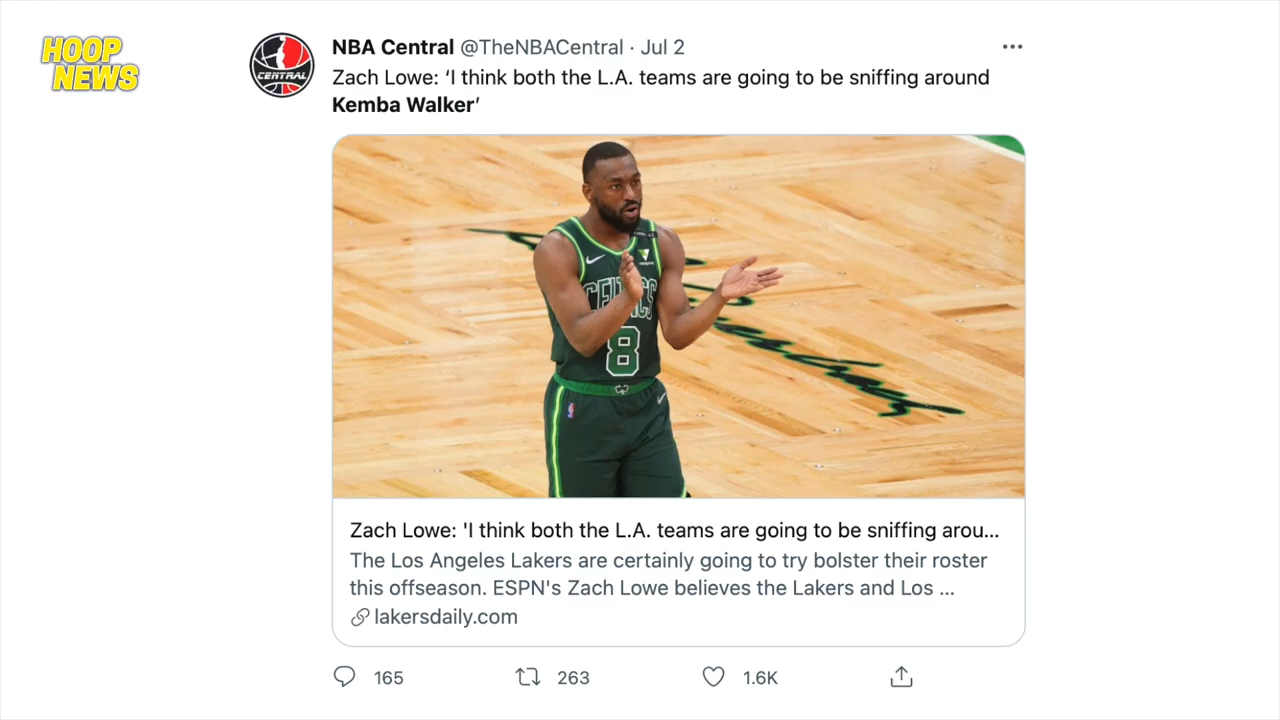 HOOP
NEWS
NBA Central @TheNBACentral · Jul 2
CENTRAL
Zach Lowe: ‘I think both the L.A. teams are going to be sniffing around
Kemba Walker’
CELTICS
8
Zach Lowe: 'I think both the L.A. teams are going to be sniffing arou...
The Los Angeles Lakers are certainly going to try bolster their roster
this offseason. ESPN's Zach Lowe believes the Lakers and Los ...
lakersdaily.com
165 263 1.6K